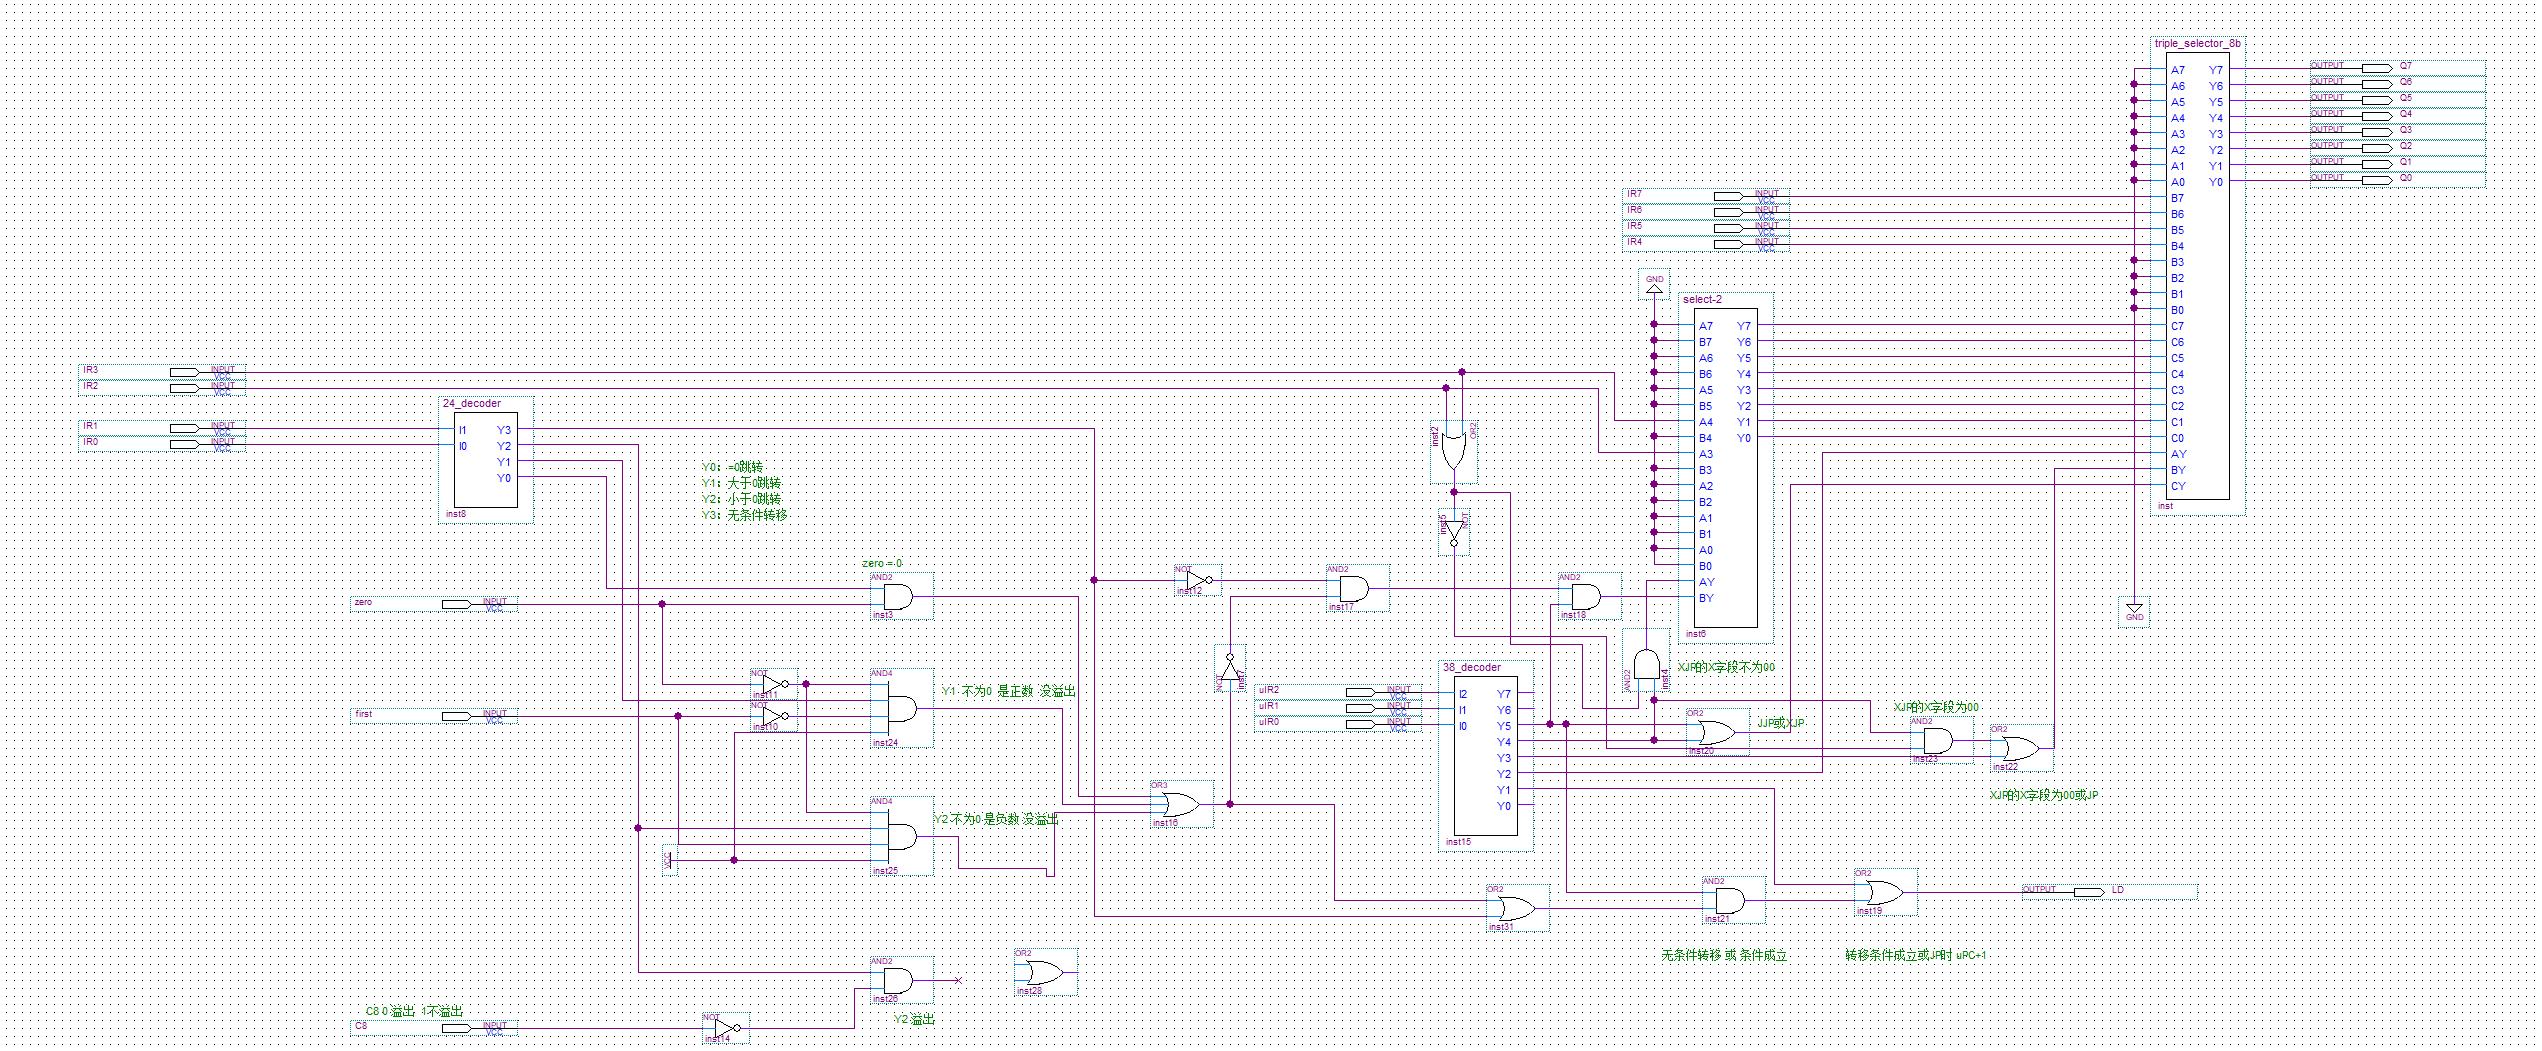 triple_selector_8b
A7 Y7 OUTPUT Q7
A6 Y6 OUTPUT Q6
A5 Y5 OUTPUT Q5
A4 Y4 OUTPUT Q4
A3 Y3 OUTPUT Q3
A2 Y2 OUTPUT Q2
A1 Y1 OUTPUT Q1
A0 Y0 OUTPUT Q0
IR7 INPUT VCC B7
IR6 INPUT VCC B6
IR5 INPUT VCC B5
IR4 INPUT VCC B4
B3
B2
B1
B0
C7
C6
C5
C4
C3
C2
C1
C0
AY
BY
CY
inst
GND
GND
select-2
A7 Y7
B7 Y6
A6 Y5
B6 Y4
A5 Y3
B5 Y2
A4 Y1
B4 Y0
A3
B3
A2
B2
A1
B1
A0
B0
AY
BY
inst6
IR3 INPUT VCC
IR2 INPUT VCC
IR1 INPUT VCC
IR0 INPUT VCC
24_decoder
I1 Y3
I0 Y2
Y1
Y0
inst8
Y0：=0跳转
Y1：大于0跳转
Y2：小于0跳转
Y3：无条件转移
OR2
inst2
NOT
inst5
zero = 0
AND2
inst3
zero INPUT VCC
NOT
inst12
AND2
inst17
AND2
inst18
NOT
inst7
AND2
inst4
XJP的X字段不为00
NOT
inst11
NOT
inst10
first INPUT VCC
AND4
inst24
Y1 不为0 是正数 没溢出
uIR2 INPUT VCC
uIR1 INPUT VCC
uIR0 INPUT VCC
38_decoder
I2 Y7
I1 Y6
I0 Y5
Y4
Y3
Y2
Y1
Y0
inst15
OR2
inst20
JJP或XJP
XJP的X字段为00
AND2
inst23
OR2
inst22
XJP的X字段为00或JP
AND4
inst25
Y2 不为0 是负数 没溢出
VCC
OR3
inst16
OR2
inst31
AND2
inst21
OR2
inst19
OUTPUT LD
无条件转移 或 条件成立
转移条件成立或JP时 uPC+1
AND2
inst26
OR2
inst28
Y2 溢出
C8 0 溢出 1不溢出
C8 INPUT VCC
NOT
inst14